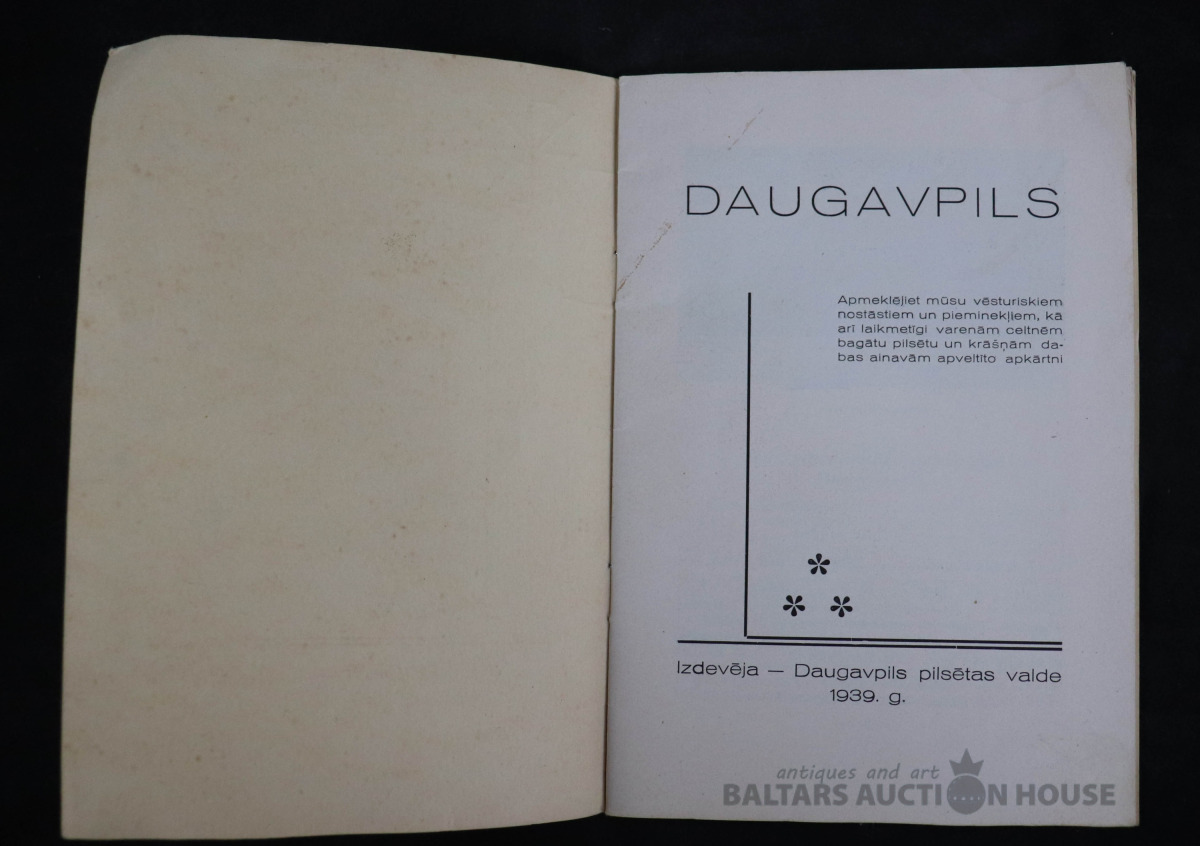 DAUGAVPILS
Apmeklējiet mūsu vēsturiskiem
nostāstiem un pieminekļiem, kā
arī laikmetīgi varenām celtnēm
bagātu pilsētu un krāšņām da-
bas ainavām apveltīto apkārtni
Izdevēja — Daugavpils pilsētas valde
1939. g.
antiques and art
BALTARS AUCTION HOUSE